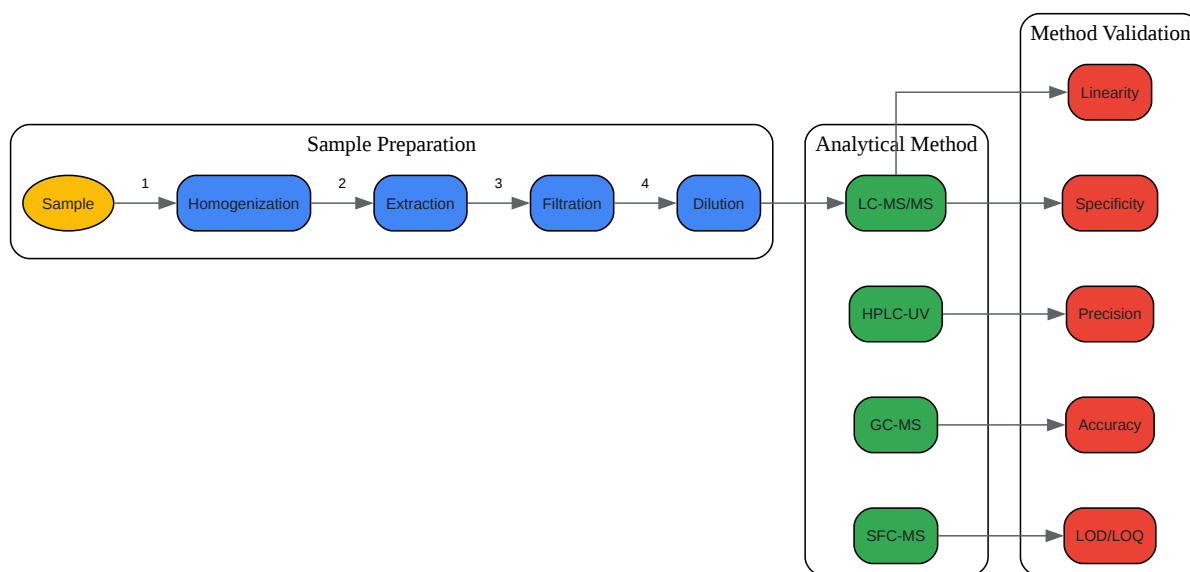 Method Validation
Linearity
Sample Preparation
Analytical Method
Sample
1
Homogenization
2
Extraction
3
Filtration
4
Dilution
LC-MS/MS
Specificity
HPLC-UV
Precision
GC-MS
Accuracy
SFC-MS
LOD/LOQ